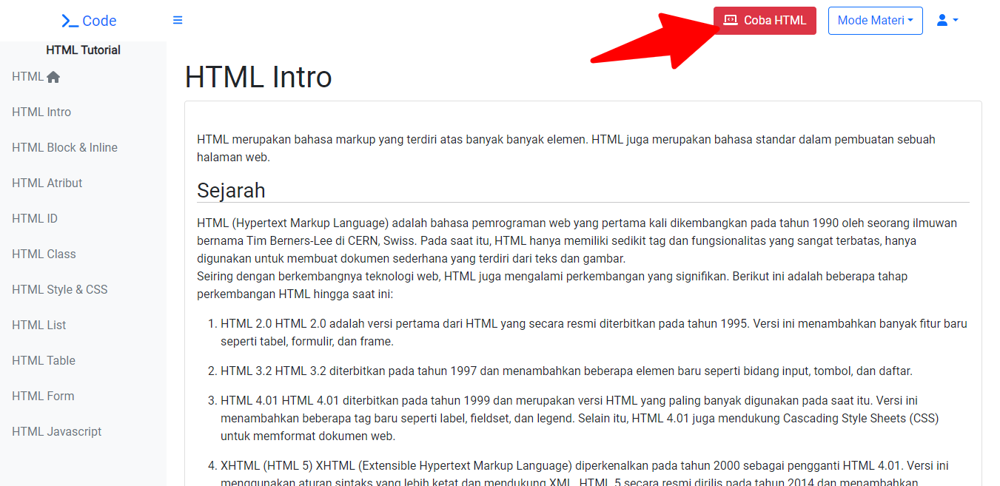 Code
Coba HTML
Mode Materi
HTML Tutorial
HTML
HTML Intro
HTML Block & Inline
HTML Atribut
HTML ID
HTML Class
HTML Style & CSS
HTML List
HTML Table
HTML Form
HTML Javascript
HTML Intro
HTML merupakan bahasa markup yang terdiri atas banyak banyak elemen. HTML juga merupakan bahasa standar dalam pembuatan sebuah
halaman web.
Sejarah
HTML (Hypertext Markup Language) adalah bahasa pemrograman web yang pertama kali dikembangkan pada tahun 1990 oleh seorang ilmuwan
bernama Tim Berners-Lee di CERN, Swiss. Pada saat itu, HTML hanya memiliki sedikit tag dan fungsionalitas yang sangat terbatas, hanya
digunakan untuk membuat dokumen sederhana yang terdiri dari teks dan gambar.
Seiring dengan berkembangnya teknologi web, HTML juga mengalami perkembangan yang signifikan. Berikut ini adalah beberapa tahap
perkembangan HTML hingga saat ini:
1. HTML 2.0 HTML 2.0 adalah versi pertama dari HTML yang secara resmi diterbitkan pada tahun 1995. Versi ini menambahkan banyak fitur baru
seperti tabel, formulir, dan frame.
2. HTML 3.2 HTML 3.2 diterbitkan pada tahun 1997 dan menambahkan beberapa elemen baru seperti bidang input, tombol, dan daftar.
3. HTML 4.01 HTML 4.01 diterbitkan pada tahun 1999 dan merupakan versi HTML yang paling banyak digunakan pada saat itu. Versi ini
menambahkan beberapa tag baru seperti label, fieldset, dan legend. Selain itu, HTML 4.01 juga mendukung Cascading Style Sheets (CSS)
untuk memformat dokumen web.
4. XHTML (HTML 5) XHTML (Extensible Hypertext Markup Language) diperkenalkan pada tahun 2000 sebagai pengganti HTML 4.01. Versi ini
menggunakan aturan sintaks yang lebih ketat dan mendukung XML. HTML 5 secara resmi dirilis pada tahun 2014 dan menambahkan